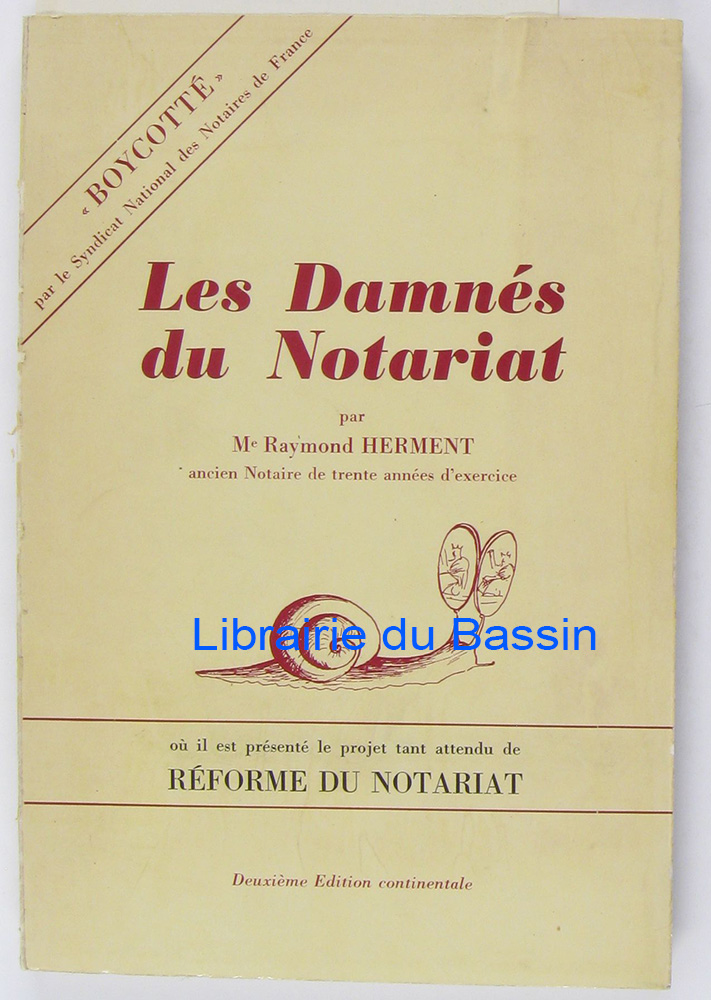 « BOYCOTTÉ »
par le Syndicat National des Notaires de France
Les Damnés
du Notariat
par
Me Raymond HERMENT
ancien Notaire de trente années d'exercice
Librairie du Bassin
où il est présenté le projet tant attendu de
RÉFORME DU NOTARIAT
Deuxième Edition continentale